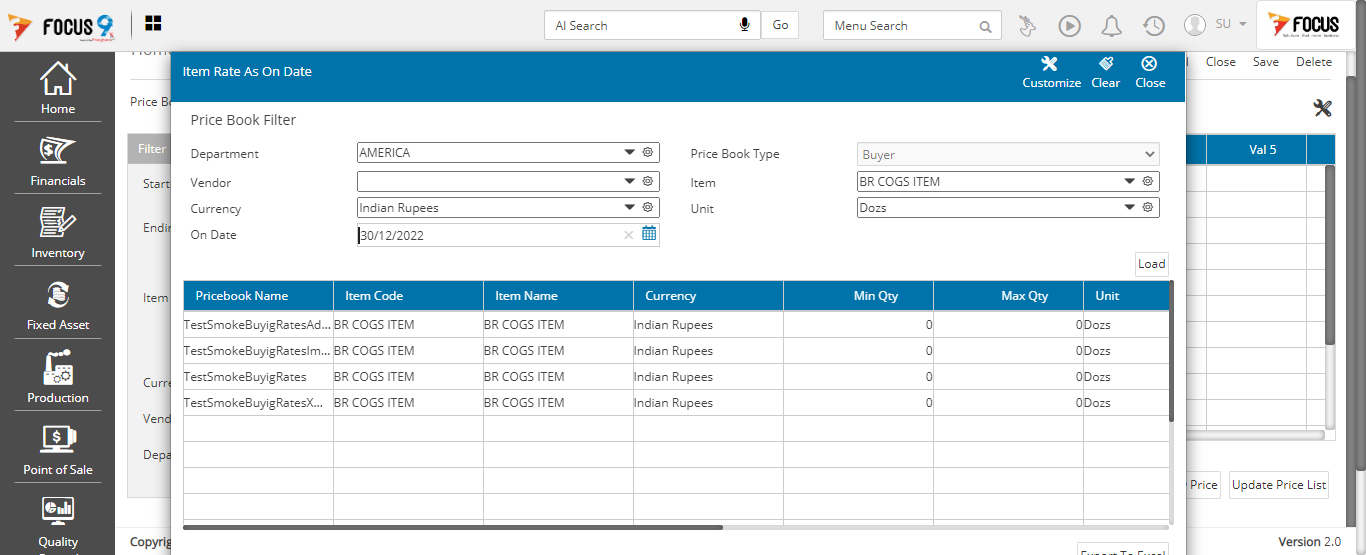 FOCUS 9
AI Search
Go
Menu Search
SU
FOCUS
Home
Financials
Inventory
Fixed Asset
Production
Point of Sale
Quality
Price B
Filter
Start
Endin
Item
Curre
Vend
Depa
Close Save Delete
Val 5
Item Rate As On Date
Customize Clear Close
Price Book Filter
Department AMERICA Price Book Type Buyer
Vendor Item BR COGS ITEM
Currency Indian Rupees Unit Dozs
On Date 30/12/2022
Load
Pricebook Name Item Code Item Name Currency Min Qty Max Qty Unit
TestSmokeBuyigRatesAd... BR COGS ITEM BR COGS ITEM Indian Rupees 0 0 Dozs
TestSmokeBuyigRatesIm... BR COGS ITEM BR COGS ITEM Indian Rupees 0 0 Dozs
TestSmokeBuyigRates BR COGS ITEM BR COGS ITEM Indian Rupees 0 0 Dozs
TestSmokeBuyigRatesX... BR COGS ITEM BR COGS ITEM Indian Rupees 0 0 Dozs
Export To Excel
Price
Update Price List
Copyrig
Version 2.0